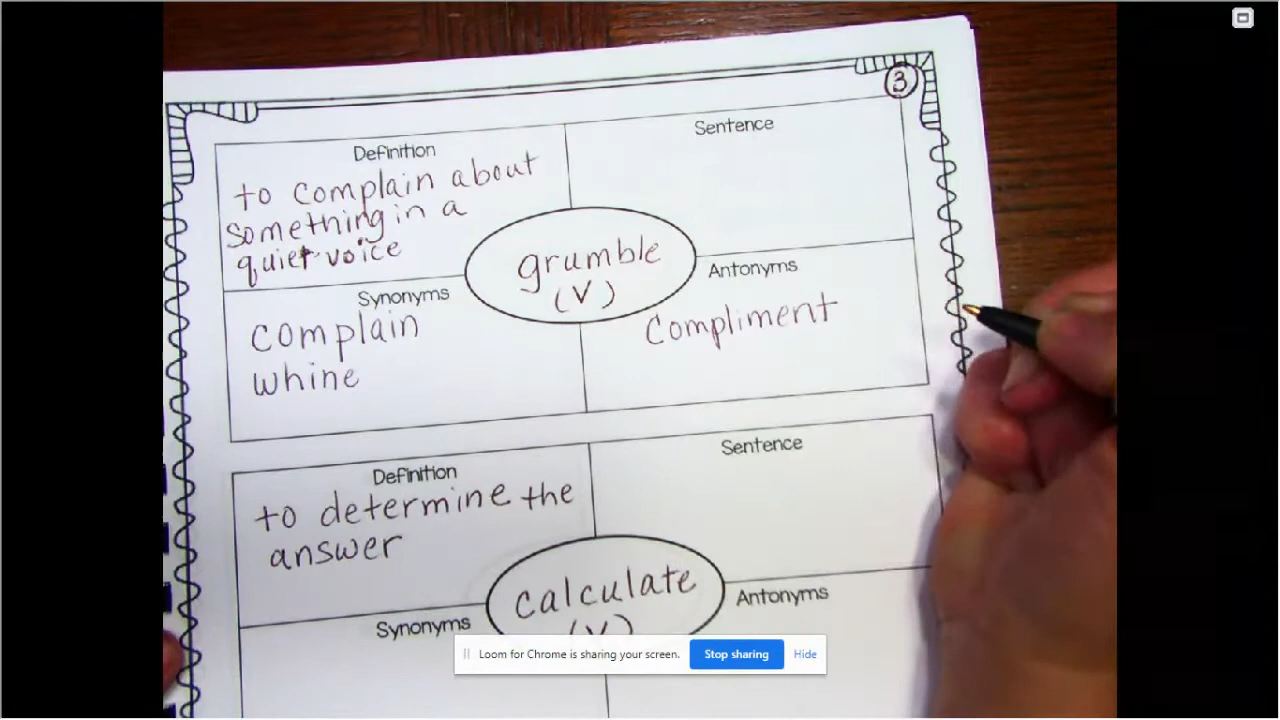 3
Definition
to complain about
something in a
quiet voice
Sentence
grumble
(V)
Synonyms
complain
whine
Antonyms
Compliment
Definition
to determine the
answer
Sentence
calculate
(V)
Synonyms
Antonyms
Loom for Chrome is sharing your screen. Stop sharing Hide